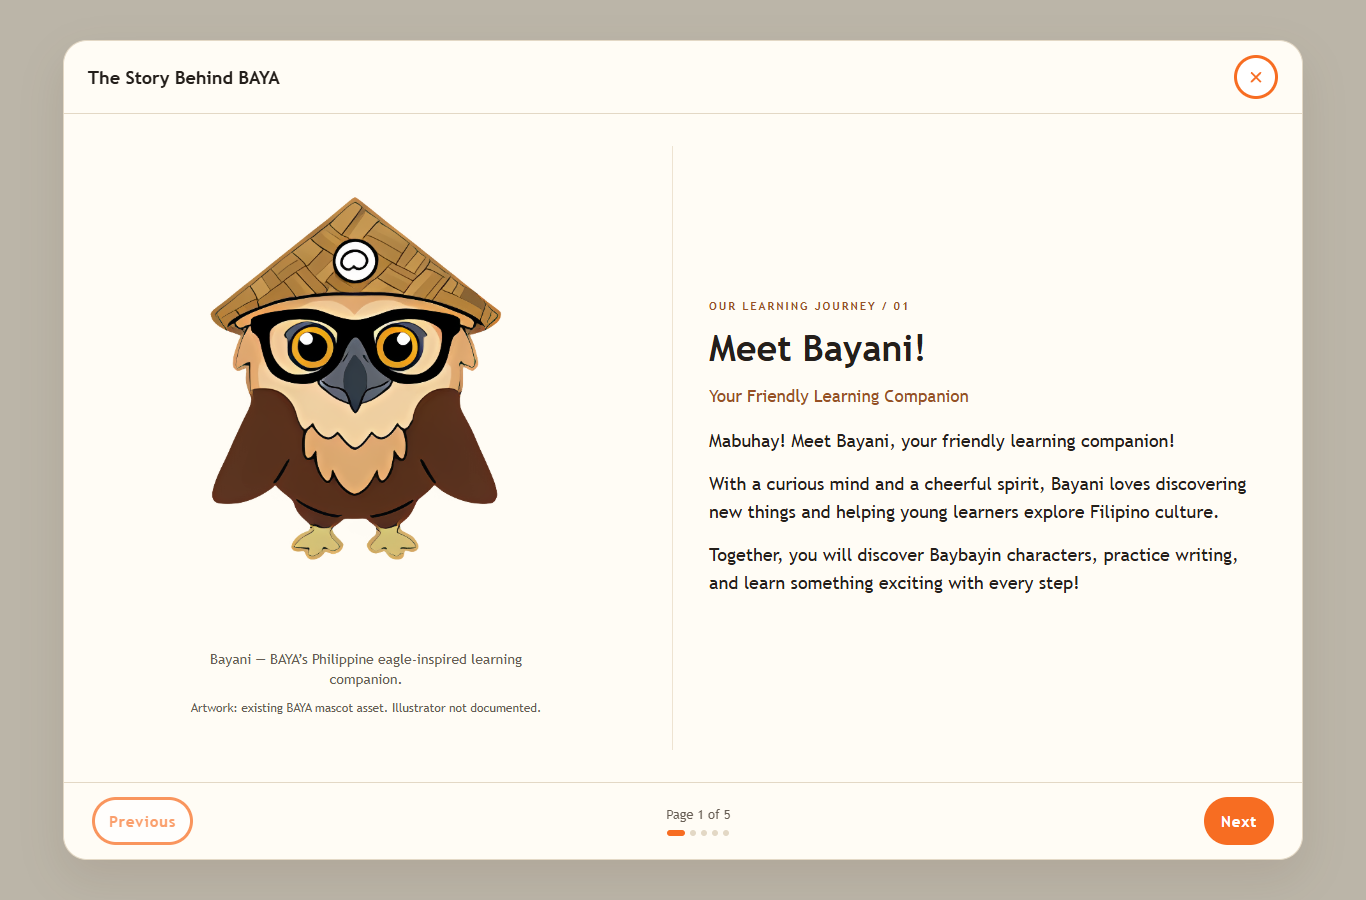 The Story Behind BAYA
Bayani — BAYA's Philippine eagle-inspired learning
companion.
Artwork: existing BAYA mascot asset. Illustrator not documented.
OUR LEARNING JOURNEY / 01
Meet Bayani!
Your Friendly Learning Companion
Mabuhay! Meet Bayani, your friendly learning companion!
With a curious mind and a cheerful spirit, Bayani loves discovering
new things and helping young learners explore Filipino culture.
Together, you will discover Baybayin characters, practice writing,
and learn something exciting with every step!
Previous
Page 1 of 5
Next